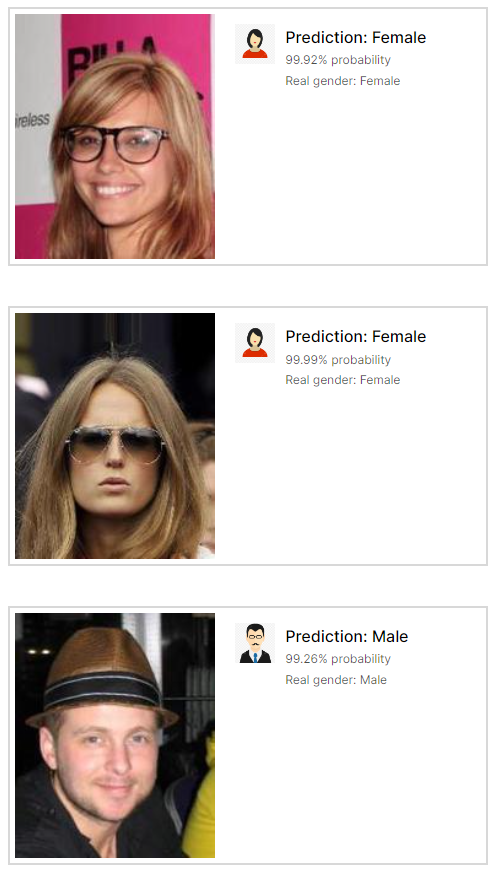 BILLA
ireless
Prediction: Female
99.92% probability
Real gender: Female
Prediction: Female
99.99% probability
Real gender: Female
Prediction: Male
99.26% probability
Real gender: Male